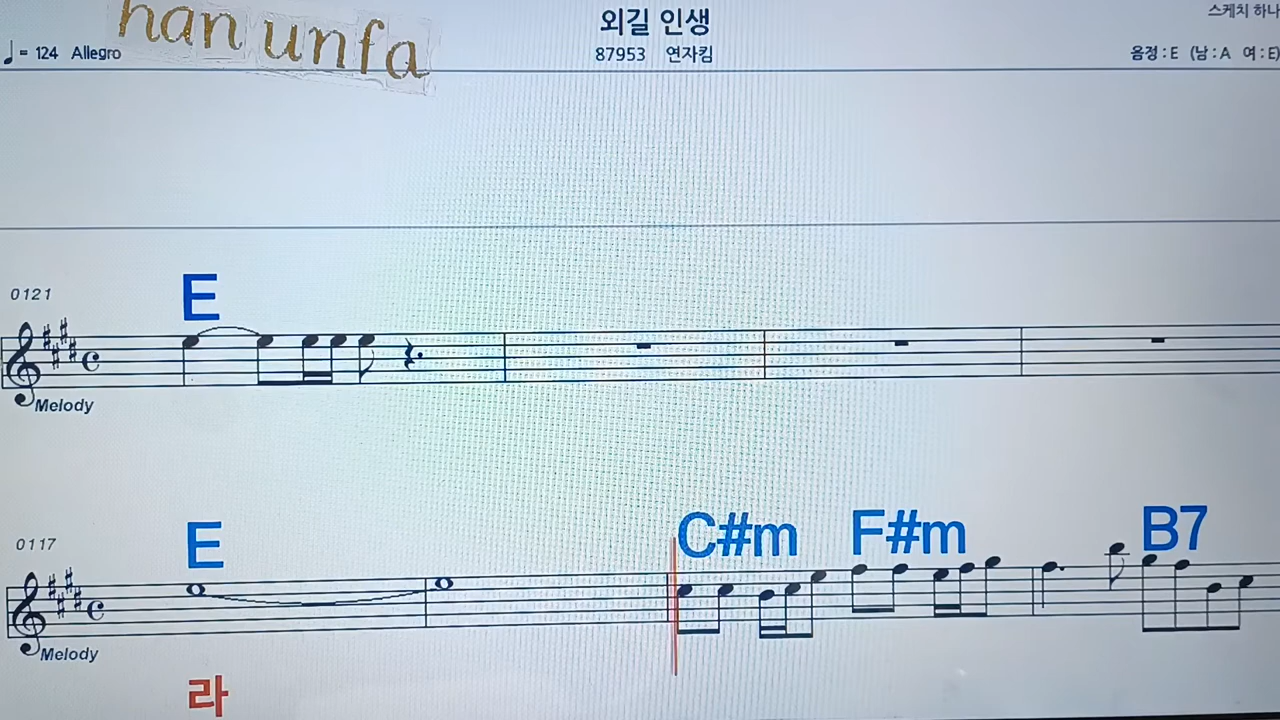 han unfa
외길 인생
스케치 하나
♩= 124 Allegro
87953 연자킴
음정 : E (남 : A 여 : E)
0121
E
Melody
0117
E
C#m
F#m
B7
Melody
라